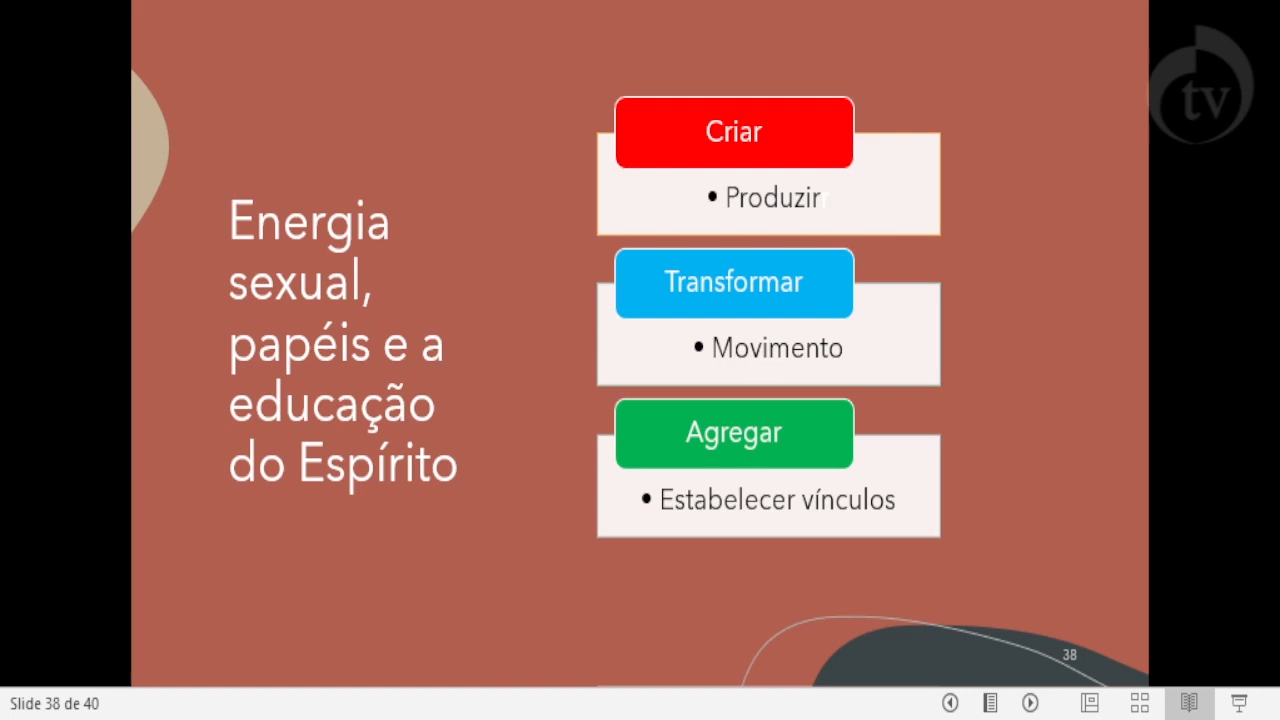 tv
Energia
sexual,
papéis e a
educação
do Espírito
Criar
• Produzir
Transformar
• Movimento
Agregar
• Estabelecer vínculos
38
Slide 38 de 40